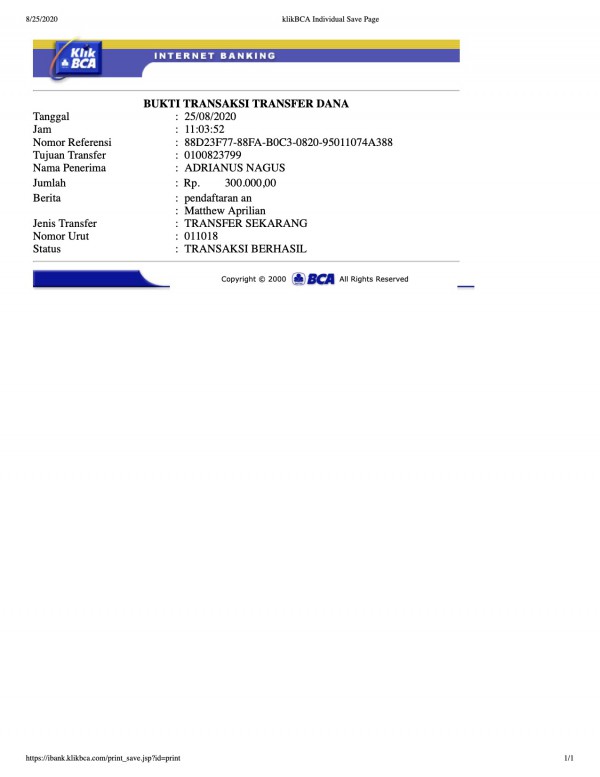 8/25/2020 klikBCA Individual Save Page
Klik BCA
INTERNET BANKING
BUKTI TRANSAKSI TRANSFER DANA
Tanggal : 25/08/2020
Jam : 11:03:52
Nomor Referensi : 88D23F77-88FA-B0C3-0820-95011074A388
Tujuan Transfer : 0100823799
Nama Penerima : ADRIANUS NAGUS
Jumlah : Rp. 300.000,00
Berita : pendaftaran an
: Matthew Aprilian
Jenis Transfer : TRANSFER SEKARANG
Nomor Urut : 011018
Status : TRANSAKSI BERHASIL
Copyright © 2000 BCA All Rights Reserved
https://ibank.klikbca.com/print_save.jsp?id=print 1/1